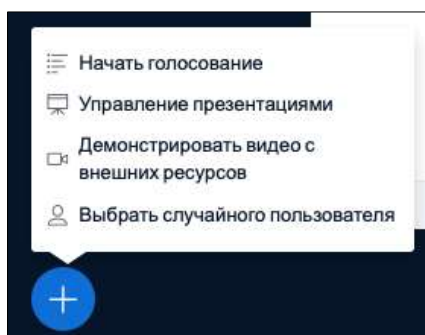 Начать голосование
Управление презентациями
Демонстрировать видео с
внешних ресурсов
Выбрать случайного пользователя